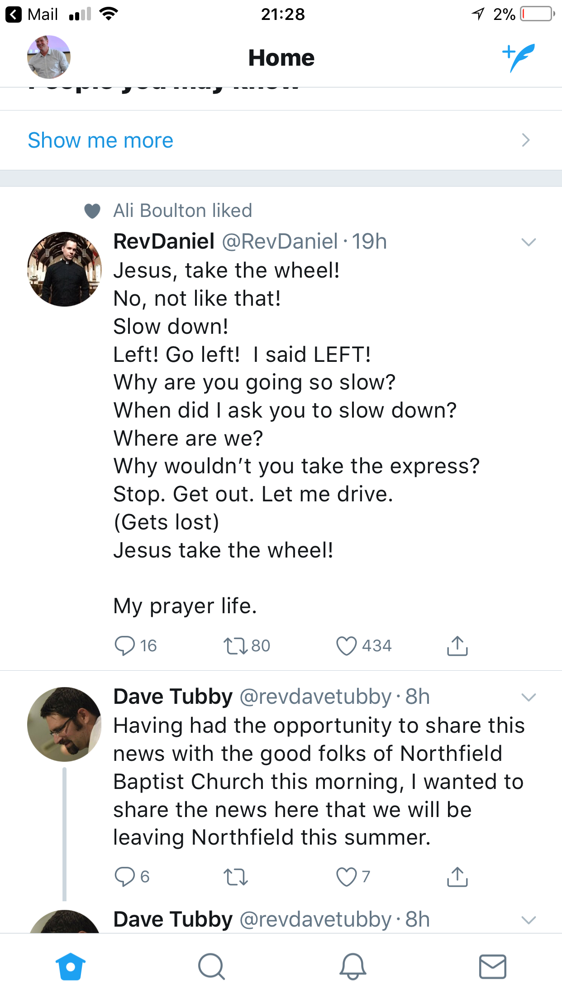 Mail 21:28 2%
Home
People you may know
Show me more
Ali Boulton liked
RevDaniel @RevDaniel · 19h
Jesus, take the wheel!
No, not like that!
Slow down!
Left! Go left!  I said LEFT!
Why are you going so slow?
When did I ask you to slow down?
Where are we?
Why wouldn’t you take the express?
Stop. Get out. Let me drive.
(Gets lost)
Jesus take the wheel!
My prayer life.
16 80 434
Dave Tubby @revdavetubby · 8h
Having had the opportunity to share this
news with the good folks of Northfield
Baptist Church this morning, I wanted to
share the news here that we will be
leaving Northfield this summer.
6 7
Dave Tubby @revdavetubby · 8h